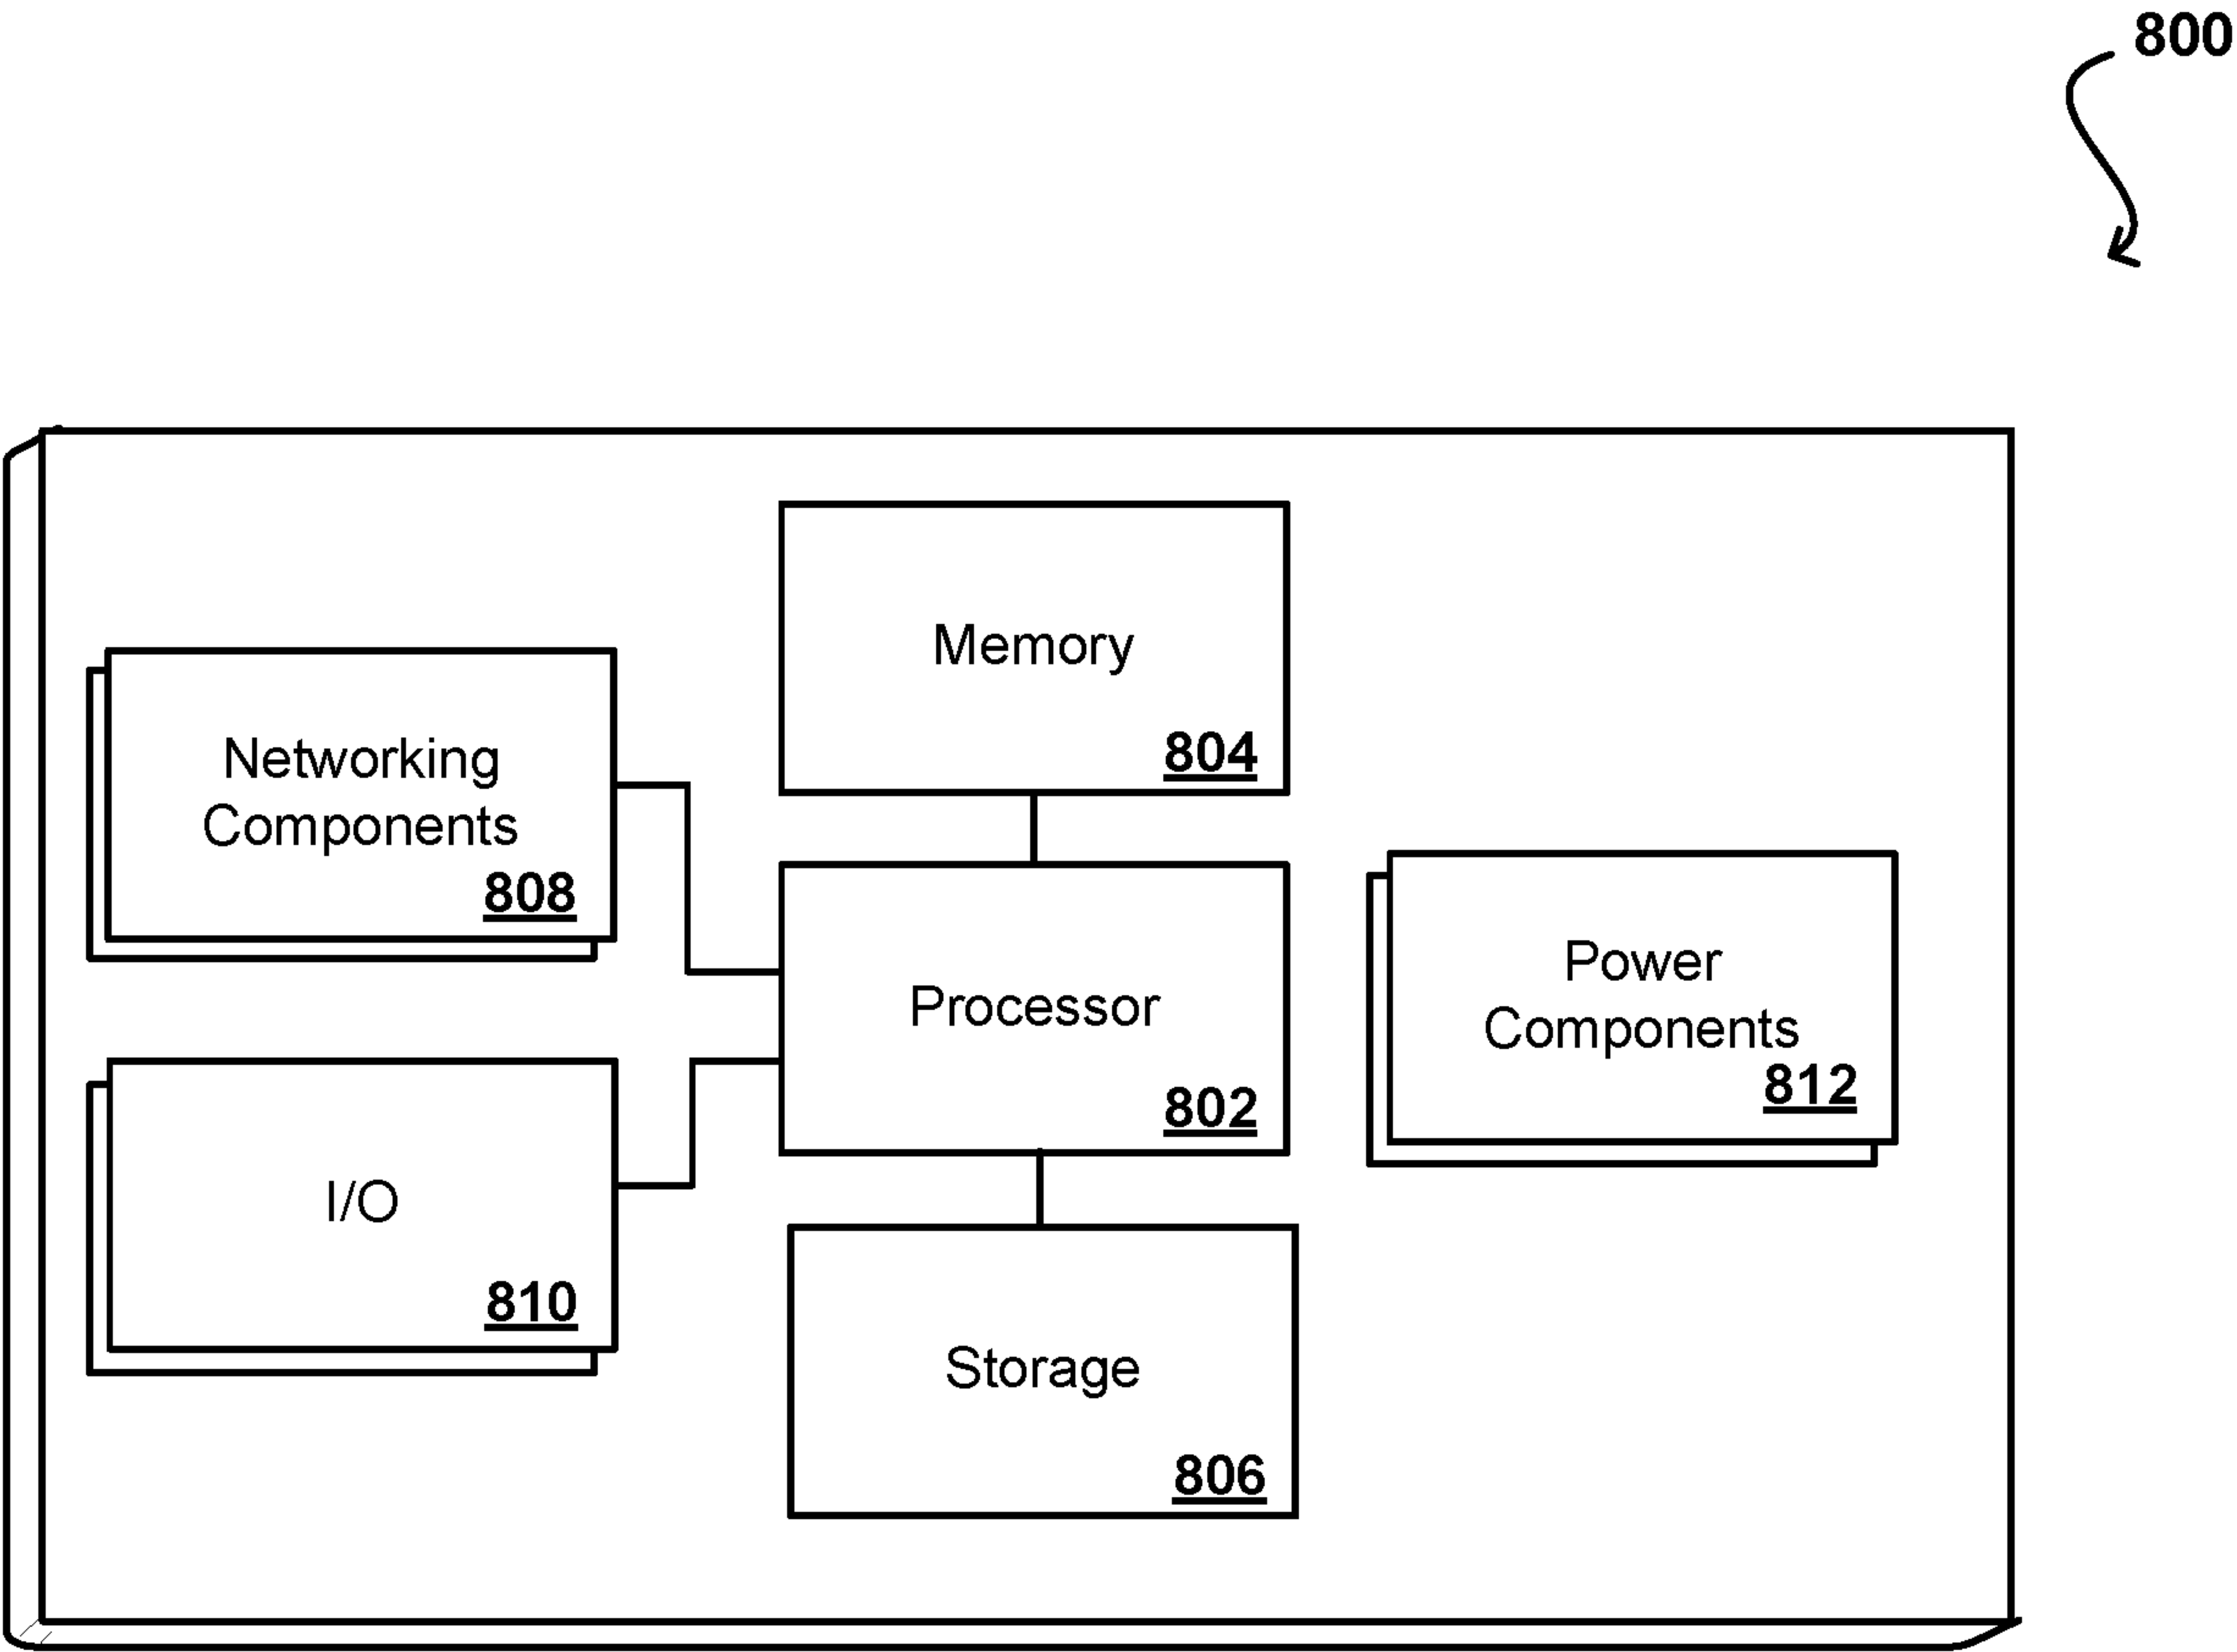 800
Memory
804
Networking
Components
808
Processor
802
Power
Components
812
I/O
810
Storage
806